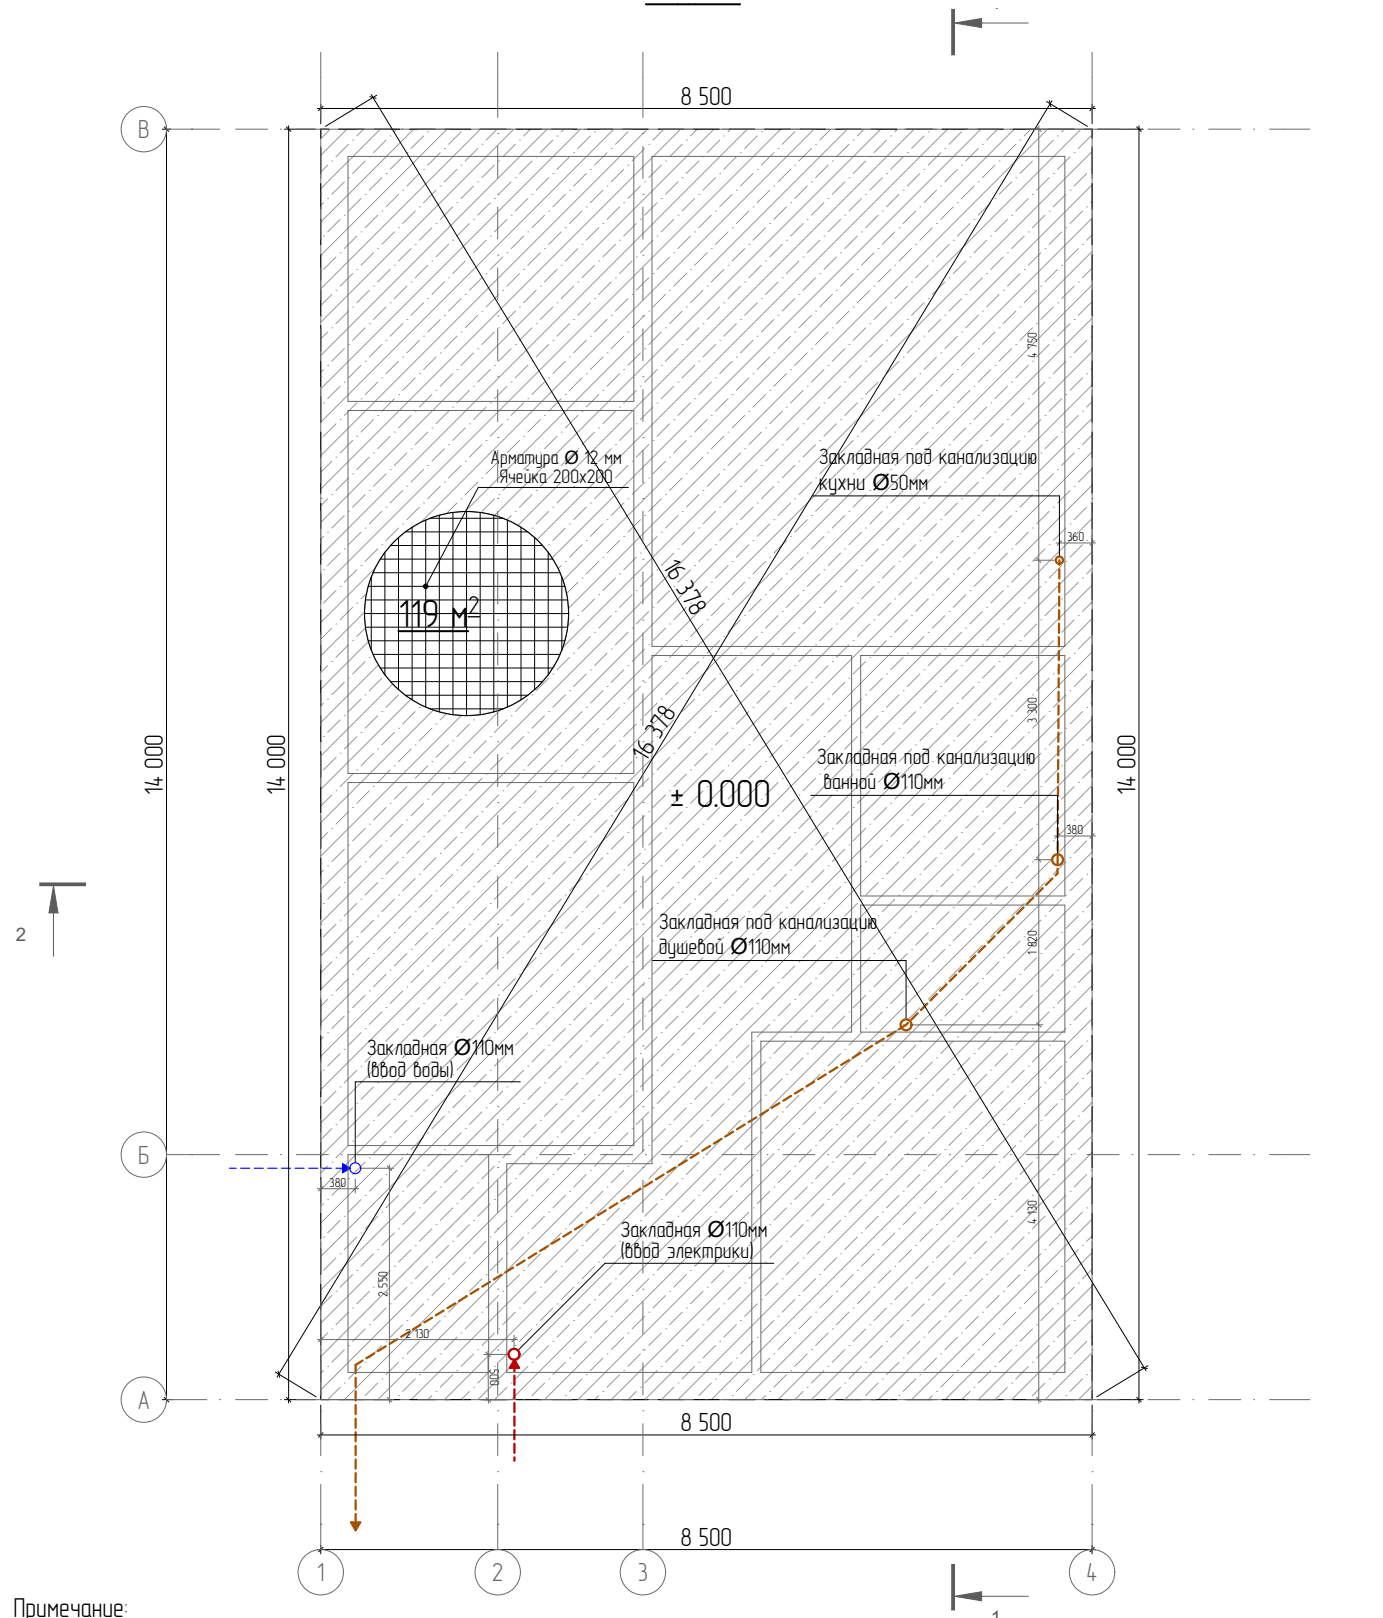 8 500
В
4 750
Арматура Ø 12 мм
Ячейка 200х200
Закладная под канализацию
кухни Ø50мм
360
16 378
119 м²
3 300
16 378
14 000
14 000
14 000
± 0.000
Закладная под канализацию
ванной Ø110мм
380
2
Закладная под канализацию
душевой Ø110мм
1 820
Закладная Ø110мм
(ввод воды)
Б
380
4 130
Закладная Ø110мм
(ввод электрики)
2 550
2 130
500
А
8 500
8 500
1
2
3
4
1
Примечание: